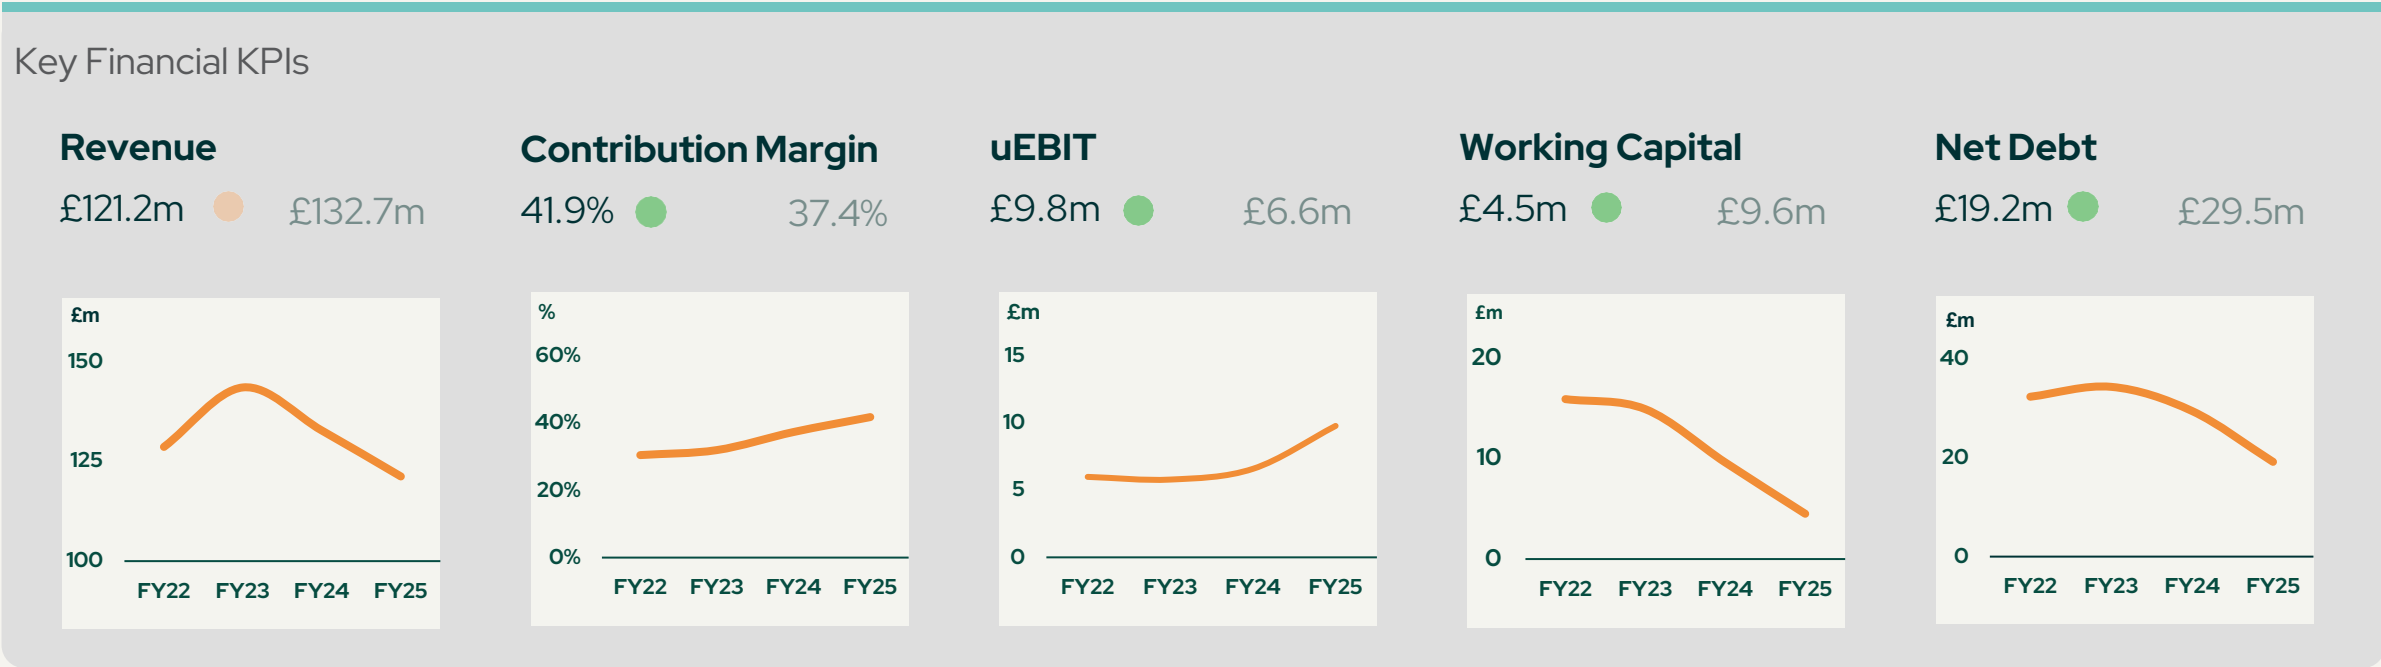 Key Financial KPIs
Revenue
£121.2m £132.7m
£m
150
125
100
FY22 FY23 FY24 FY25
Contribution Margin
41.9% 37.4%
%
60%
40%
20%
0%
FY22 FY23 FY24 FY25
uEBIT
£9.8m £6.6m
£m
15
10
5
0
FY22 FY23 FY24 FY25
Working Capital
£4.5m £9.6m
£m
20
10
0
FY22 FY23 FY24 FY25
Net Debt
£19.2m £29.5m
£m
40
20
0
FY22 FY23 FY24 FY25